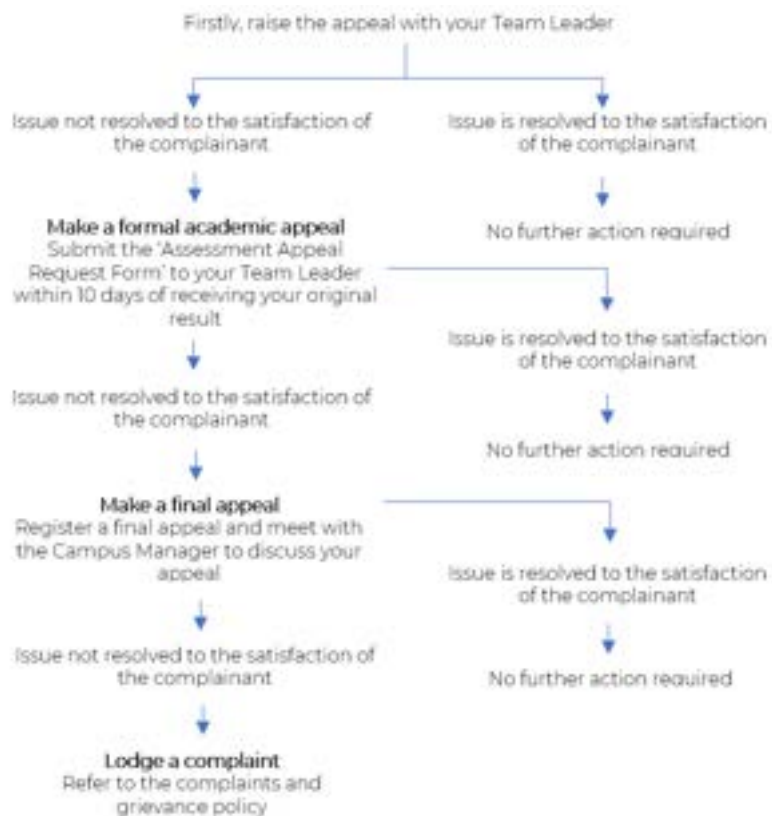 Firstly, raise the appeal with your Team Leader
Issue not resolved to the satisfaction of
the complainant
Issue is resolved to the satisfaction
of the complainant
Make a formal academic appeal
Submit the 'Assessment Appeal
Request Form' to your Team Leader
within 10 days of receiving your original
result
No further action required
Issue is resolved to the satisfaction
of the complainant
Issue not resolved to the satisfaction of
the complainant
No further action required
Make a final appeal
Register a final appeal and meet with
the Campus Manager to discuss your
appeal
Issue is resolved to the satisfaction
of the complainant
Issue not resolved to the satisfaction of
the complainant
No further action required
Lodge a complaint
Refer to the complaints and
grievance policy